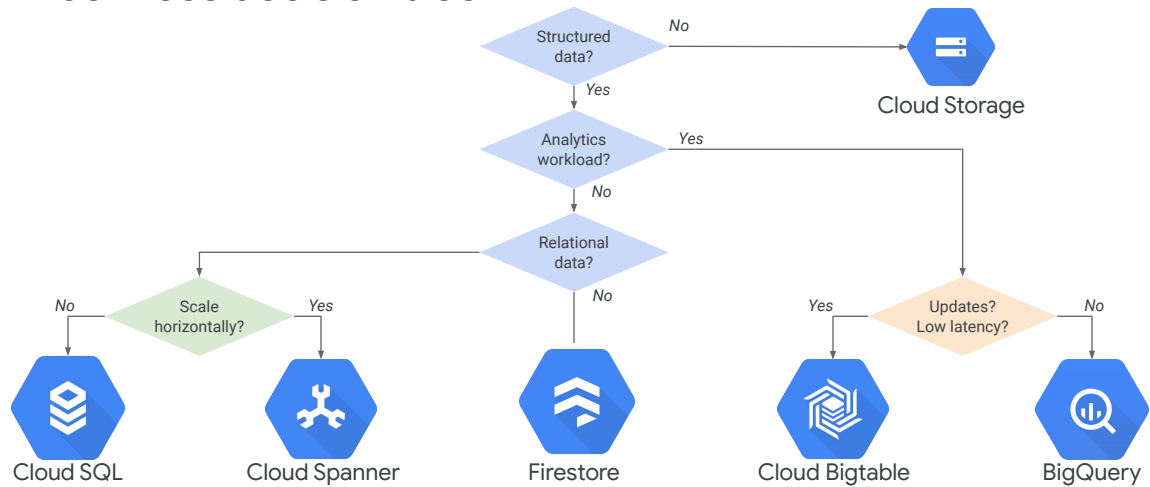 Structured
data?
No
Yes
Cloud Storage
Analytics
workload?
Yes
No
Relational
data?
No
Scale
horizontally?
No
Yes
Updates?
Low latency?
Yes
No
Cloud SQL
Cloud Spanner
Firestore
Cloud Bigtable
BigQuery